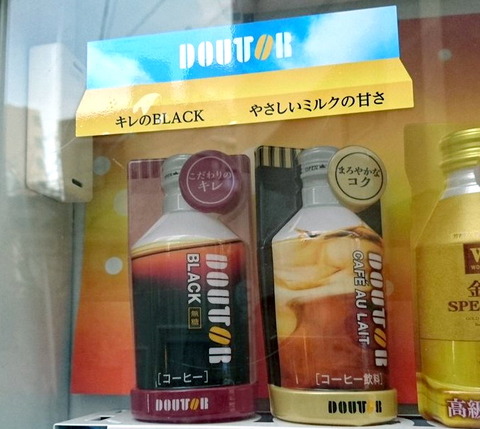 DOUTOR
キレのBLACK
やさしいミルクの甘さ
こだわりの
キレ
まろやかな
コク
DOUTOR
BLACK
無糖
[コーヒー]
DOUTOR
DOUTOR
CAFÉ AU LAIT
[コーヒー飲料]
DOUTOR
W
金
SPE
高級